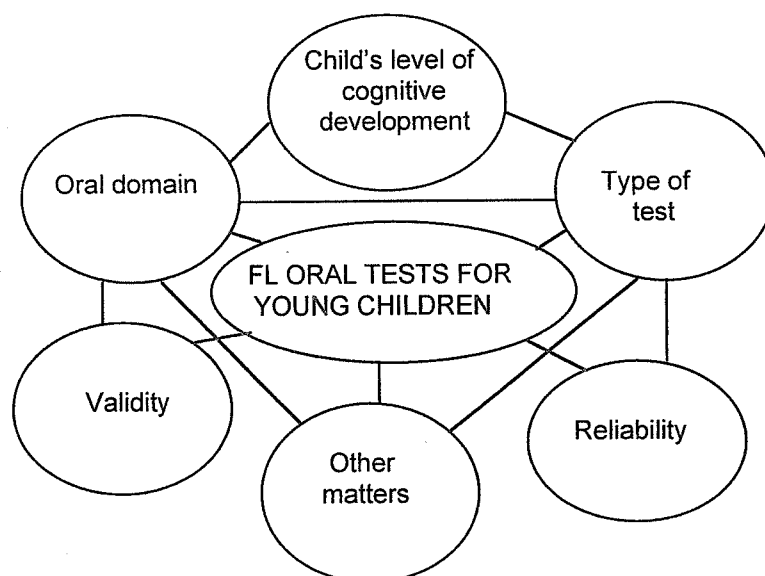 Child's level of
cognitive
development
Oral domain
Type of
test
FL ORAL TESTS FOR
YOUNG CHILDREN
Validity
Other
matters
Reliability